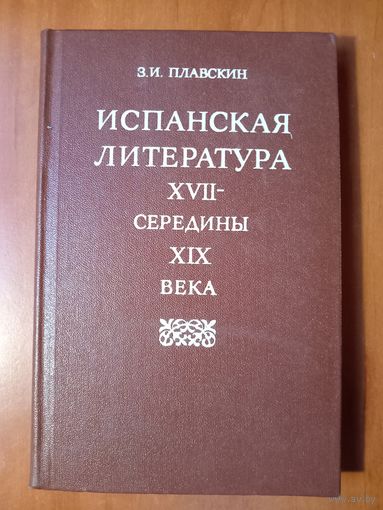 З.И. ПЛАВСКИН
ИСПАНСКАЯ
ЛИТЕРАТУРА
XVII-
СЕРЕДИНЫ
XIX
ВЕКА